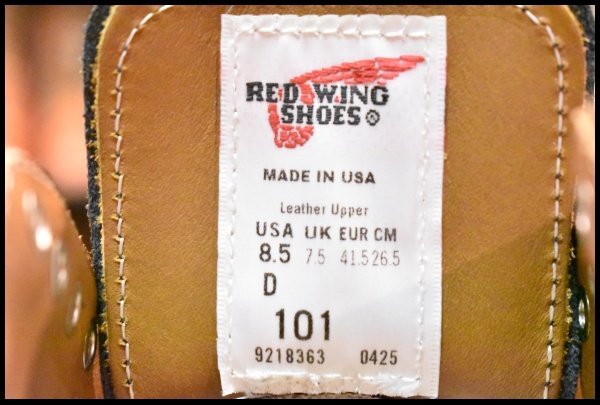 RED WING
SHOES ®
MADE IN USA
Leather Upper
USA UK EUR CM
8.5 7.5 41.5 26.5
D
101
9218363 0425